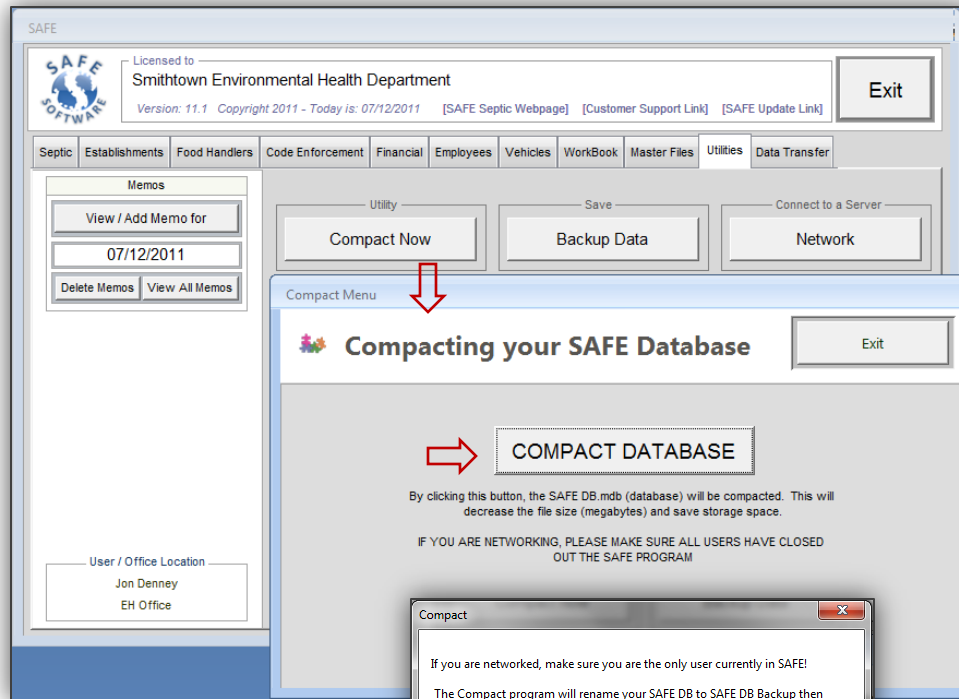 SAFE
SAFE
SOFTWARE
Licensed to
Smithtown Environmental Health Department
Version: 11.1 Copyright 2011 - Today is: 07/12/2011 [SAFE Septic Webpage] [Customer Support Link] [SAFE Update Link]
Exit
Septic Establishments Food Handlers Code Enforcement Financial Employees Vehicles WorkBook Master Files Utilities Data Transfer
Memos
View / Add Memo for
07/12/2011
Delete Memos View All Memos
Utility
Compact Now
Save
Backup Data
Connect to a Server
Network
Compact Menu
Compacting your SAFE Database
Exit
COMPACT DATABASE
By clicking this button, the SAFE DB.mdb (database) will be compacted. This will
decrease the file size (megabytes) and save storage space.
IF YOU ARE NETWORKING, PLEASE MAKE SURE ALL USERS HAVE CLOSED
OUT THE SAFE PROGRAM
User / Office Location
Jon Denney
EH Office
Compact
If you are networked, make sure you are the only user currently in SAFE!
The Compact program will rename your SAFE DB to SAFE DB Backup then